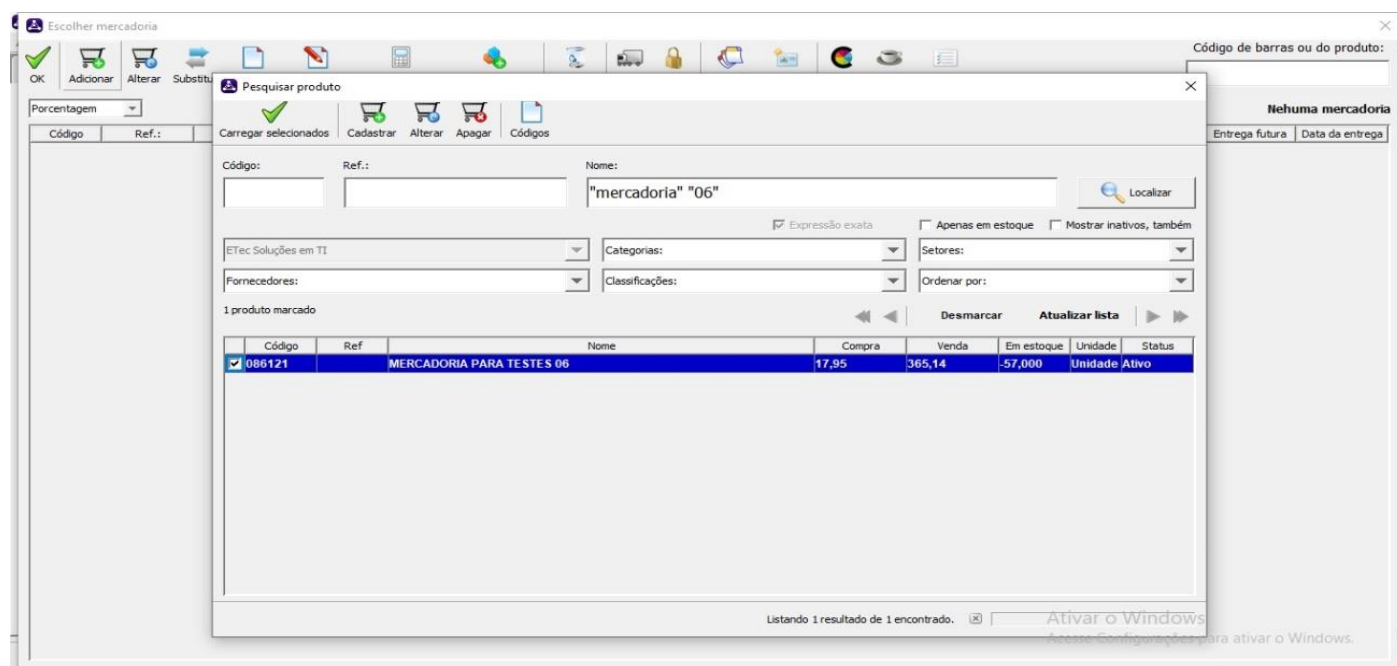 Escolher mercadoria
OK Adicionar Alterar Substitu
Código de barras ou do produto:
Porcentagem
Nehuma mercadoria
Código Ref.:
Entrega futura Data da entrega
Pesquisar produto
Carregar selecionados Cadastrar Alterar Apagar Códigos
Código: Ref.: Nome:
"mercadoria" "06"
Localizar
Expressão exata Apenas em estoque Mostrar inativos, também
ETec Soluções em TI Categorias: Setores:
Fornecedores: Classificações: Ordenar por:
1 produto marcado Desmarcar Atualizar lista
Código Ref Nome Compra Venda Em estoque Unidade Status
086121 MERCADORIA PARA TESTES 06 17,95 365,14 -57,000 Unidade Ativo
Listando 1 resultado de 1 encontrado.
Ativar o Windows
Acesse Configurações para ativar o Windows.